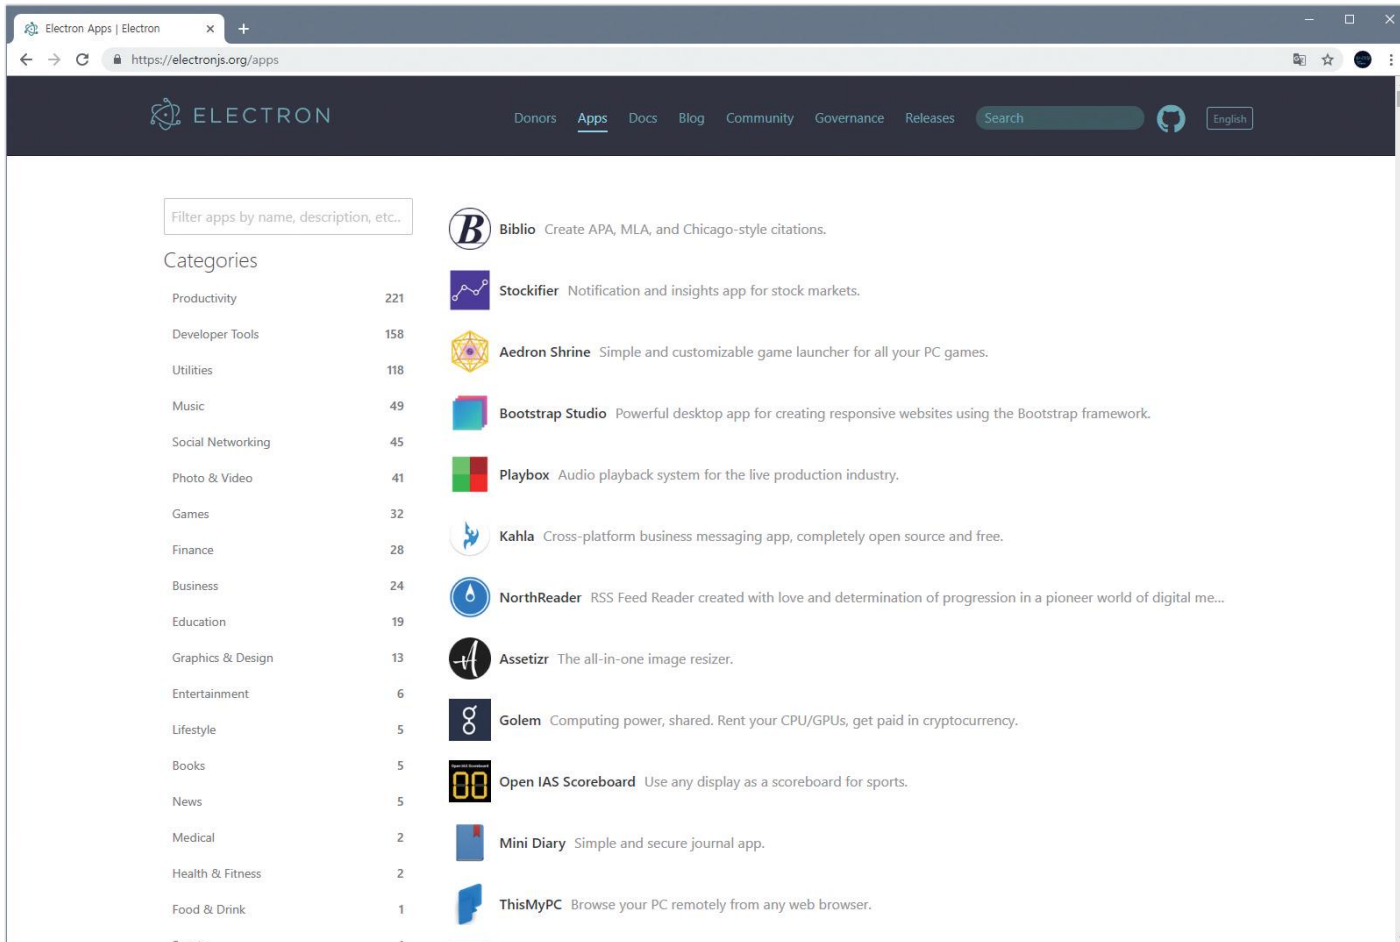 Electron Apps | Electron
https://electronjs.org/apps
ELECTRON
Donors Apps Docs Blog Community Governance Releases Search English
Filter apps by name, description, etc..
Categories
Productivity 221
Developer Tools 158
Utilities 118
Music 49
Social Networking 45
Photo & Video 41
Games 32
Finance 28
Business 24
Education 19
Graphics & Design 13
Entertainment 6
Lifestyle 5
Books 5
News 5
Medical 2
Health & Fitness 2
Food & Drink 1
B
Biblio Create APA, MLA, and Chicago-style citations.
Stockifier Notification and insights app for stock markets.
Aedron Shrine Simple and customizable game launcher for all your PC games.
Bootstrap Studio Powerful desktop app for creating responsive websites using the Bootstrap framework.
Playbox Audio playback system for the live production industry.
Kahla Cross-platform business messaging app, completely open source and free.
NorthReader RSS Feed Reader created with love and determination of progression in a pioneer world of digital me...
Assetizr The all-in-one image resizer.
Golem Computing power, shared. Rent your CPU/GPUs, get paid in cryptocurrency.
Open IAS Scoreboard
00
Open IAS Scoreboard Use any display as a scoreboard for sports.
Mini Diary Simple and secure journal app.
ThisMyPC Browse your PC remotely from any web browser.